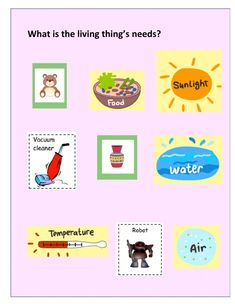 What is the living thing's needs?
Food
Sunlight
Vacuum
cleaner
Water
Temperature
Robot
Air